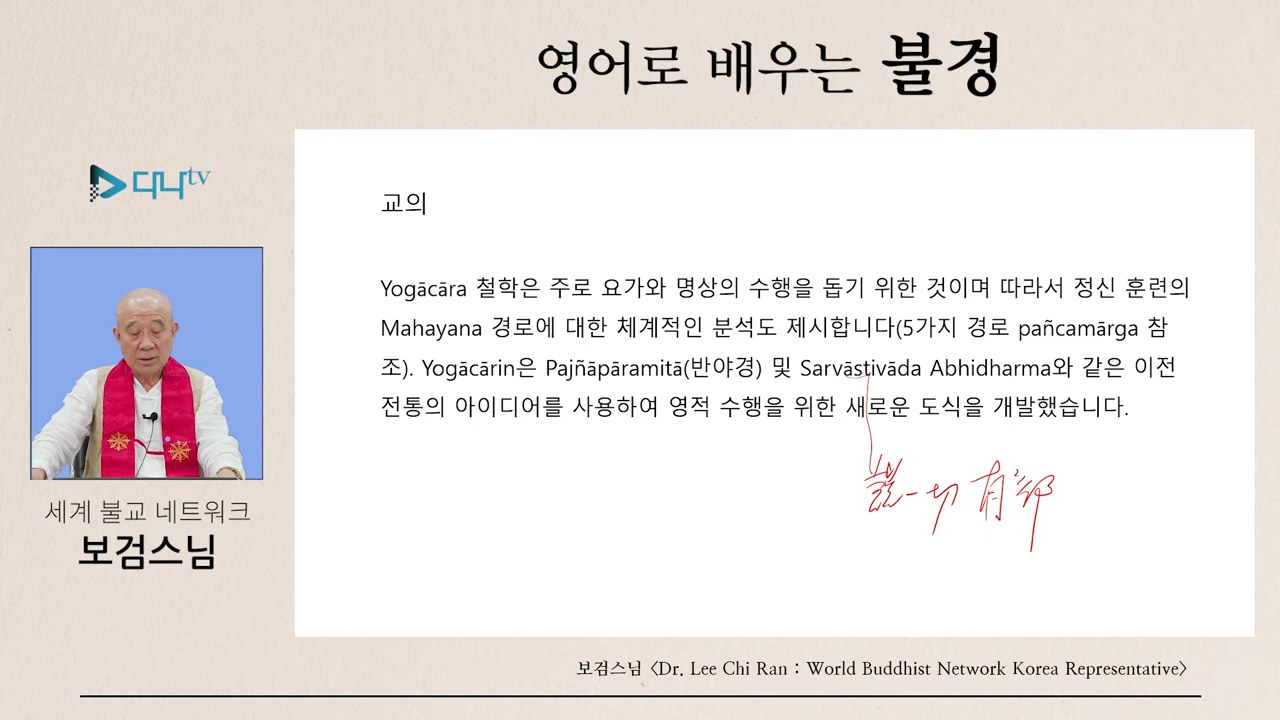 영어로 배우는 불경
디나tv
교의
Yogācāra 철학은 주로 요가와 명상의 수행을 돕기 위한 것이며 따라서 정신 훈련의
Mahayana 경로에 대한 체계적인 분석도 제시합니다(5가지 경로 pañcamārga 참
조). Yogācārin은 Pajñāpāramitā(반야경) 및 Sarvāstivāda Abhidharma와 같은 이전
전통의 아이디어를 사용하여 영적 수행을 위한 새로운 도식을 개발했습니다.
說一切有部
세계 불교 네트워크
보검스님
보검스님 <Dr. Lee Chi Ran : World Buddhist Network Korea Representative>